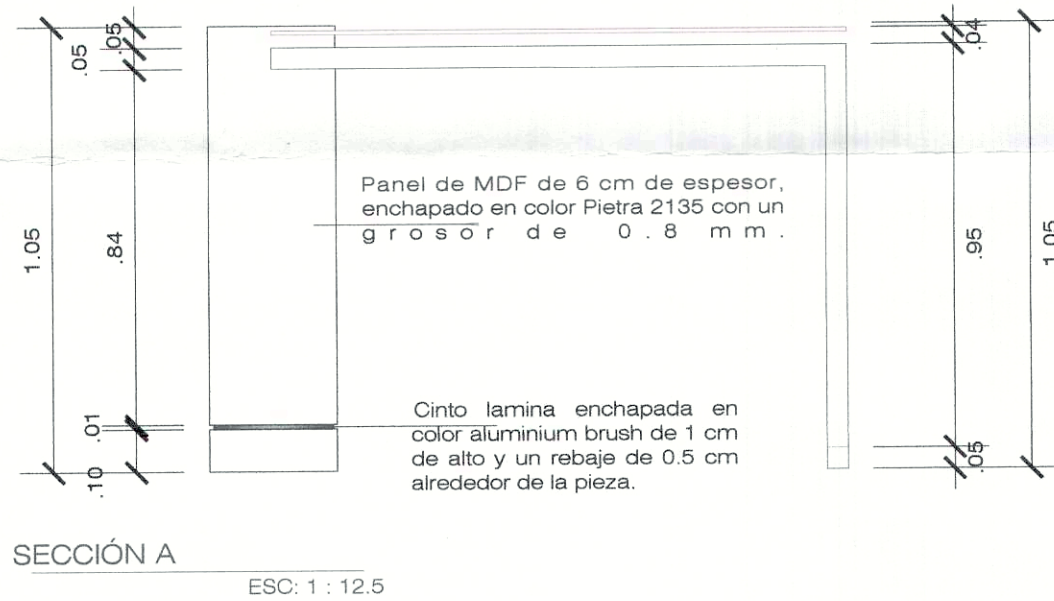 .05
.05
.04
Panel de MDF de 6 cm de espesor,
enchapado en color Pietra 2135 con un
grosor de 0.8 mm.
1.05
.84
.95
1.05
Cinto lamina enchapada en
color aluminium brush de 1 cm
de alto y un rebaje de 0.5 cm
alrededor de la pieza.
.01
.10
.05
SECCIÓN A
ESC: 1 : 12.5